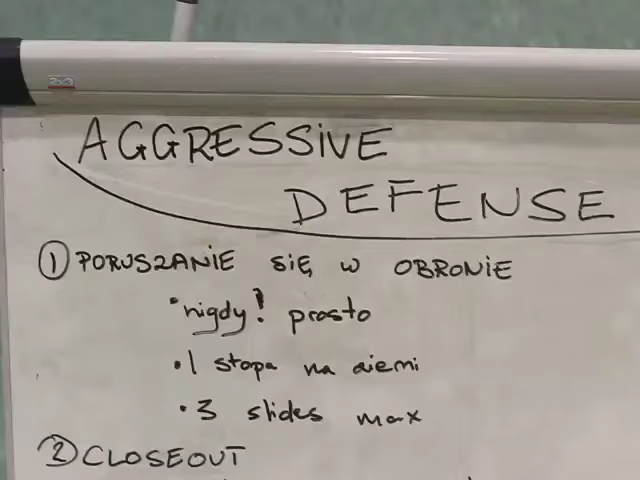 AGGRESSIVE
DEFENSE
① PORUSZANIE SIĘ W OBRONIE
• nigdy! prosto
• 1 stopa na ziemi
• 3 slides max
② CLOSEOUT